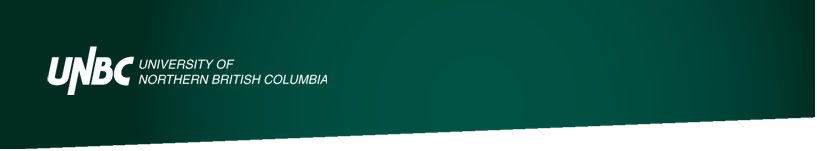 UNBC UNIVERSITY OF
NORTHERN BRITISH COLUMBIA